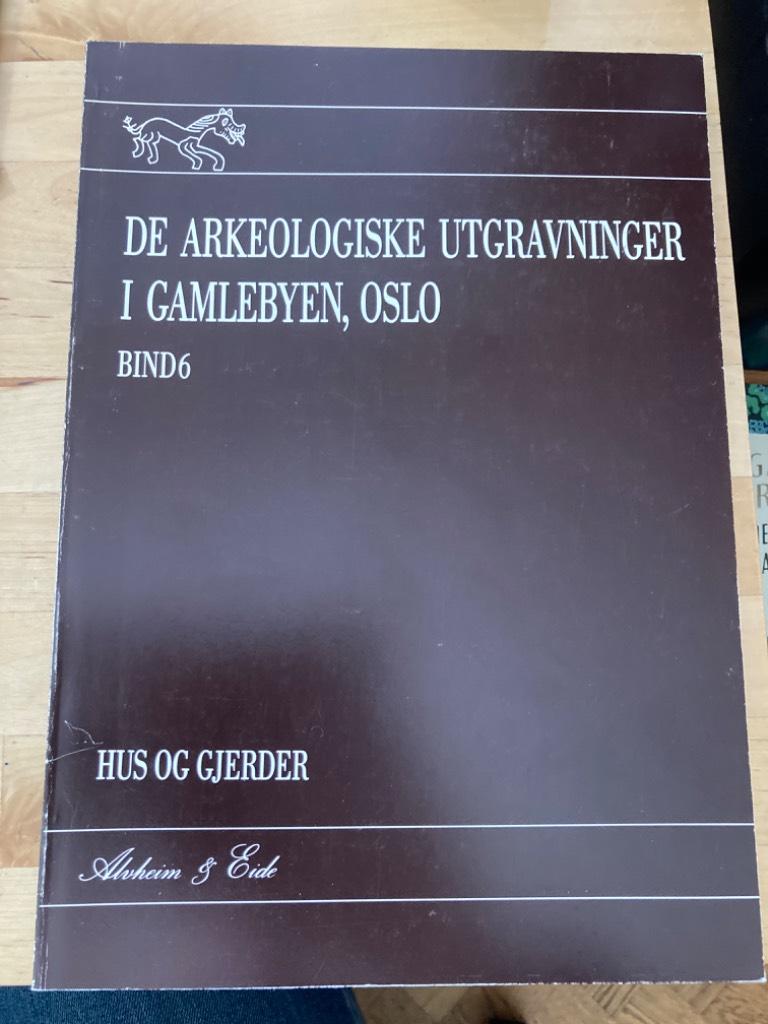 DE ARKEOLOGISKE UTGRAVNINGER
I GAMLEBYEN, OSLO
BIND 6
HUS OG GJERDER
Alvheim & Eide